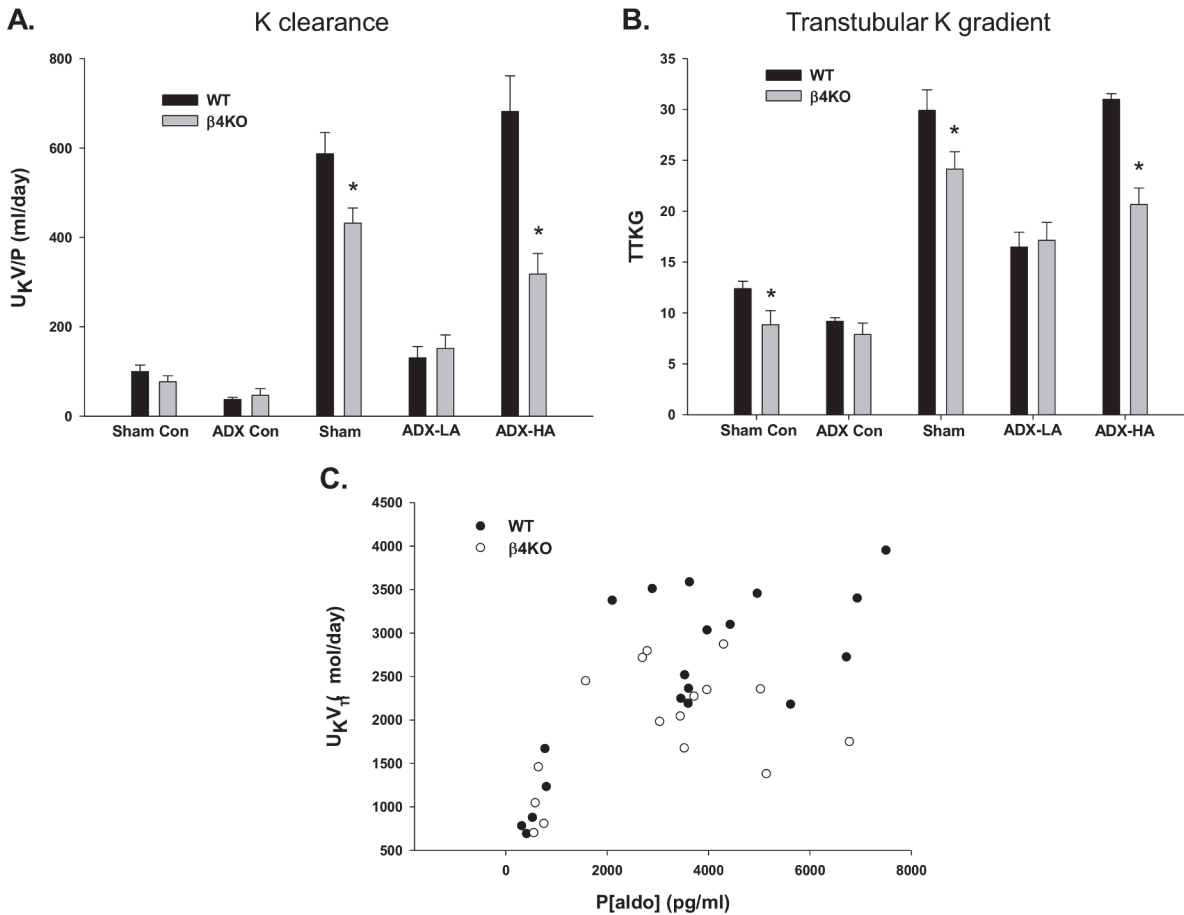 A.
K clearance
800
600
400
200
0
UKV/P (ml/day)
WT
β4KO
*
*
Sham Con ADX Con Sham ADX-LA ADX-HA
B.
Transtubular K gradient
35
30
25
20
15
10
5
0
TTKG
WT
β4KO
*
*
*
Sham Con ADX Con Sham ADX-LA ADX-HA
C.
4500
4000
3500
3000
2500
2000
1500
1000
500
UKV mol/day)
WT
β4KO
0 2000 4000 6000 8000
P[aldo] (pg/ml)